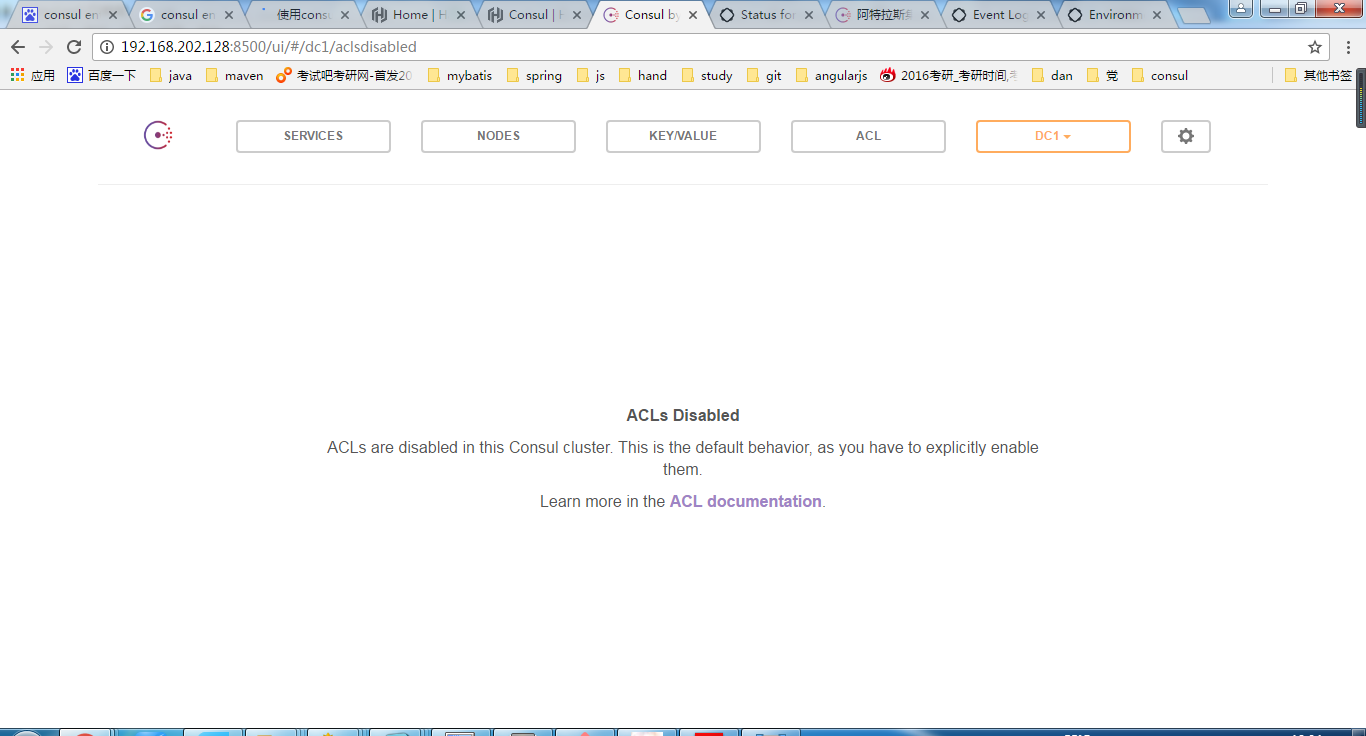 consul en
consul en
使用consu
Home | H
Consul | H
Consul by
Status for
阿特拉斯集
Event Log
Environm
192.168.202.128:8500/ui/#/dc1/aclsdisabled
应用
百度一下
java
maven
考试吧考研网-首发20
mybatis
spring
js
hand
study
git
angularjs
2016考研_考研时间,考
dan
党
consul
其他书签
SERVICES
NODES
KEY/VALUE
ACL
DC1
ACLs Disabled
ACLs are disabled in this Consul cluster. This is the default behavior, as you have to explicitly enable
them.
Learn more in the ACL documentation.